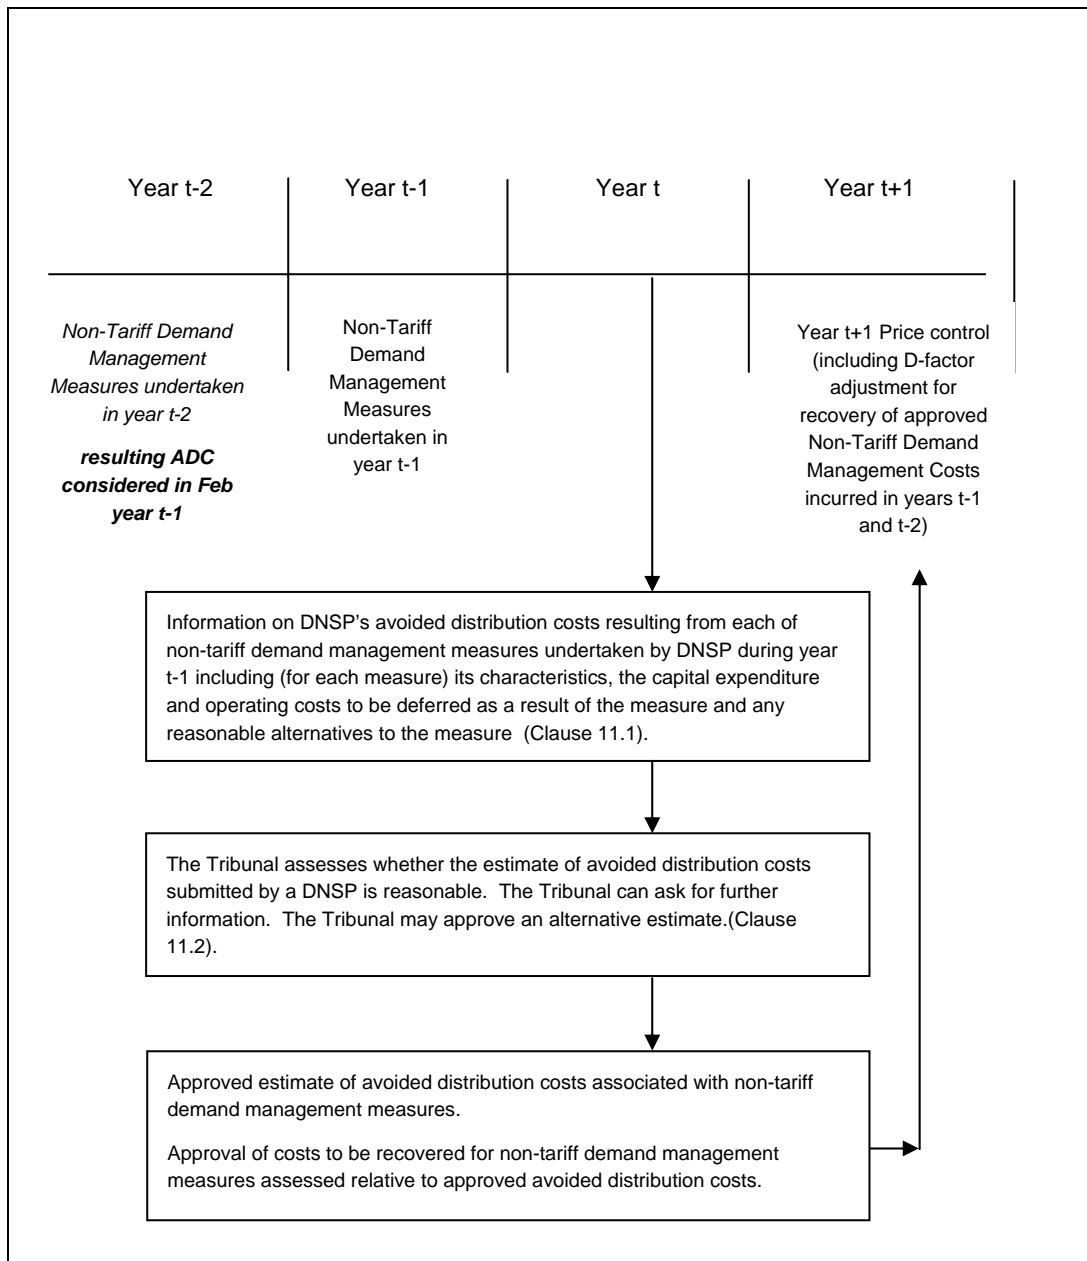 Year t-2
Year t-1
Year t
Year t+1
Non-Tariff Demand
Management
Measures undertaken
in year t-2
resulting ADC
considered in Feb
year t-1
Non-Tariff
Demand
Management
Measures
undertaken in
year t-1
Year t+1 Price control
(including D-factor
adjustment for
recovery of approved
Non-Tariff Demand
Management Costs
incurred in years t-1
and t-2)
Information on DNSP's avoided distribution costs resulting from each of
non-tariff demand management measures undertaken by DNSP during year
t-1 including (for each measure) its characteristics, the capital expenditure
and operating costs to be deferred as a result of the measure and any
reasonable alternatives to the measure  (Clause 11.1).
The Tribunal assesses whether the estimate of avoided distribution costs
submitted by a DNSP is reasonable.  The Tribunal can ask for further
information.  The Tribunal may approve an alternative estimate.(Clause
11.2).
Approved estimate of avoided distribution costs associated with non-tariff
demand management measures.
Approval of costs to be recovered for non-tariff demand management
measures assessed relative to approved avoided distribution costs.